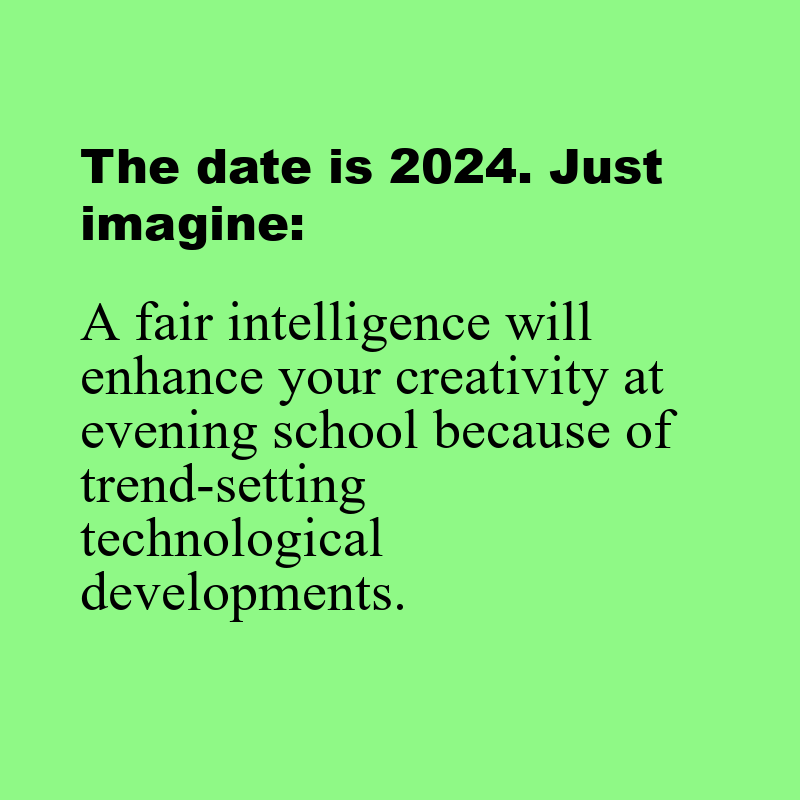 The date is 2024. Just
imagine:
A fair intelligence will
enhance your creativity at
evening school because of
trend-setting
technological
developments.